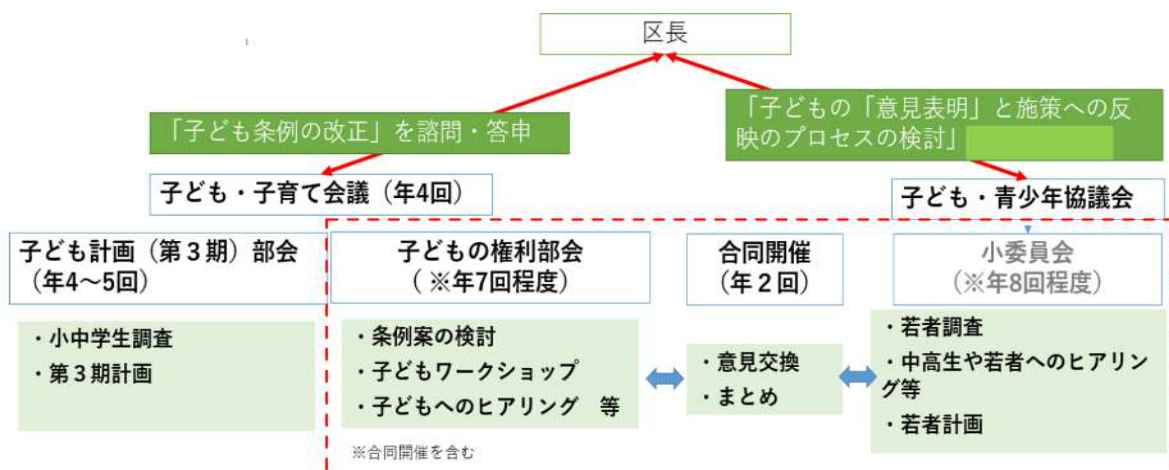 区長
「子ども条例の改正」を諮問・答申
「子どもの「意見表明」と施策への反
映のプロセスの検討」
子ども・子育て会議（年4回）
子ども・青少年協議会
子ども計画（第３期）部会
（年4～5回）
子どもの権利部会
（ ※年7回程度）
合同開催
（年２回）
小委員会
（※年8回程度）
・小中学生調査
・第３期計画
・条例案の検討
・子どもワークショップ
・子どもへのヒアリング　等
・意見交換
・まとめ
・若者調査
・中高生や若者へのヒアリン
グ等
・若者計画
※合同開催を含む